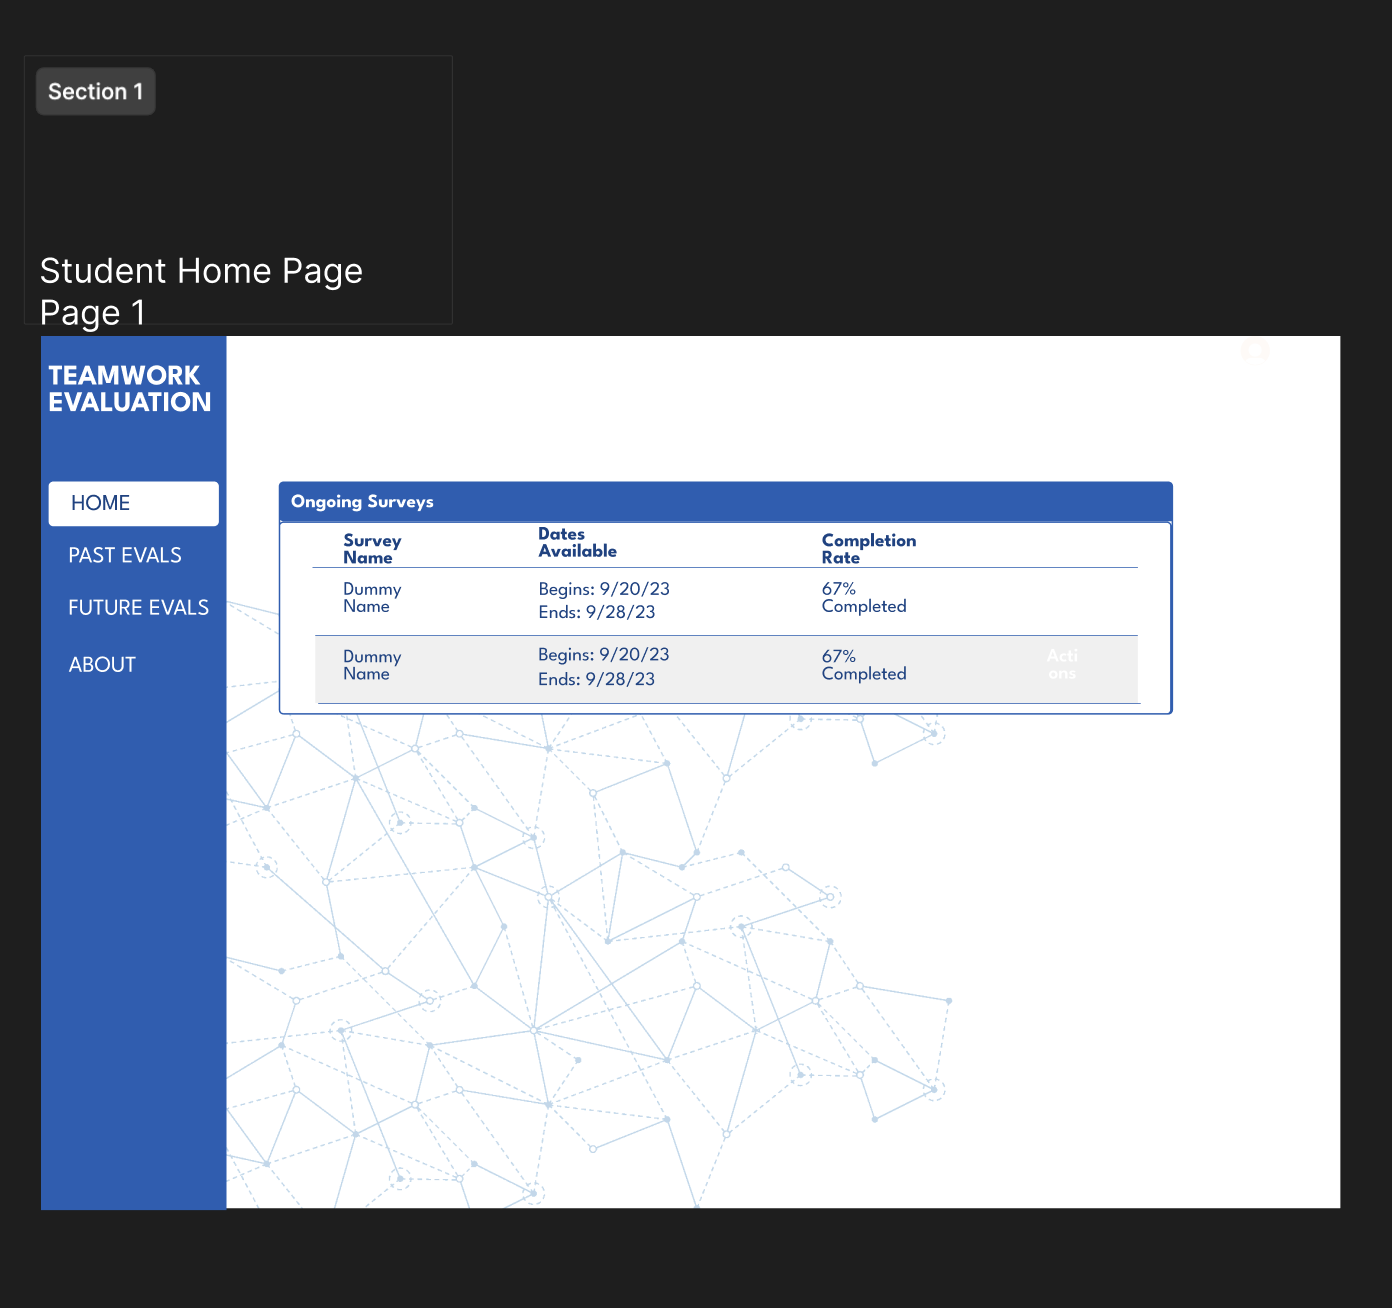 Section 1
Student Home Page
Page 1
TEAMWORK
EVALUATION
HOME
PAST EVALS
FUTURE EVALS
ABOUT
Ongoing Surveys
Survey
Name
Dates
Available
Completion
Rate
Dummy
Name
Begins: 9/20/23
Ends: 9/28/23
67%
Completed
Dummy
Name
Begins: 9/20/23
Ends: 9/28/23
67%
Completed
Acti
ons